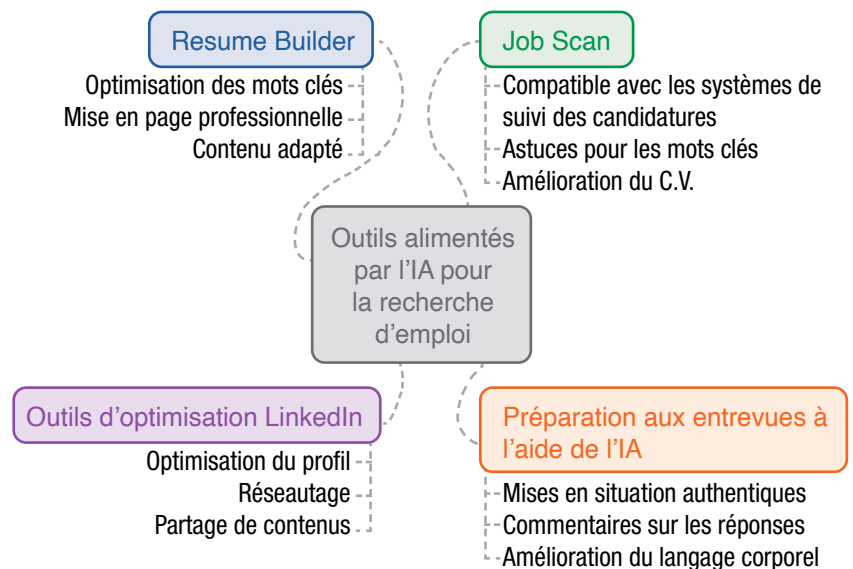 Resume Builder
Optimisation des mots clés
Mise en page professionnelle
Contenu adapté
Job Scan
Compatible avec les systèmes de
suivi des candidatures
Astuces pour les mots clés
Amélioration du C.V.
Outils alimentés
par l’IA pour
la recherche
d’emploi
Outils d’optimisation LinkedIn
Optimisation du profil
Réseautage
Partage de contenus
Préparation aux entrevues à
l’aide de l’IA
Mises en situation authentiques
Commentaires sur les réponses
Amélioration du langage corporel